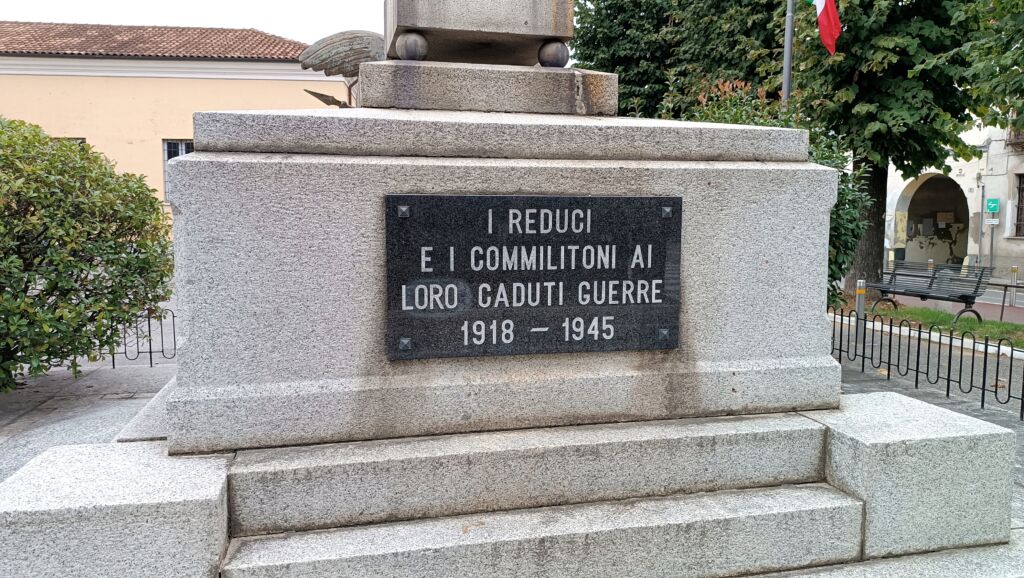 I REDUCI
E I COMMILITONI AI
LORO CADUTI GUERRE
1918 – 1945